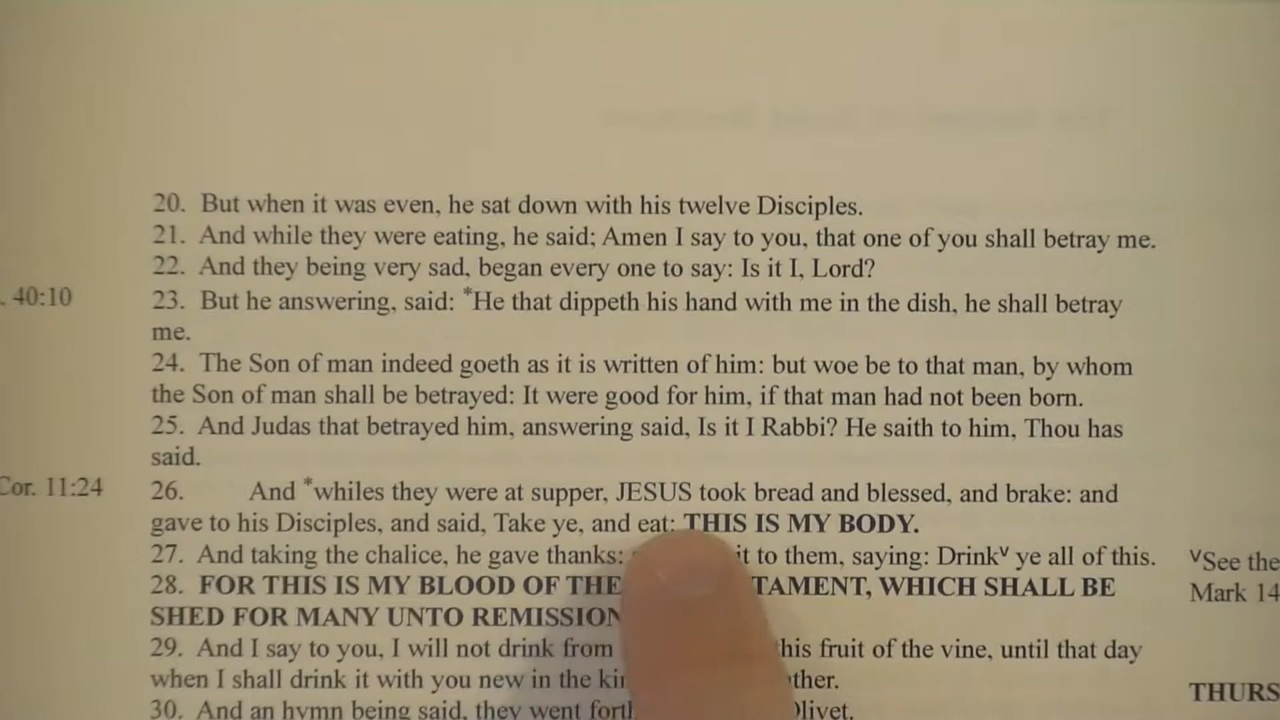 20. But when it was even, he sat down with his twelve Disciples.
21. And while they were eating, he said; Amen I say to you, that one of you shall betray me.
22. And they being very sad, began every one to say: Is it I, Lord?
. 40:10
23. But he answering, said: *He that dippeth his hand with me in the dish, he shall betray
me.
24. The Son of man indeed goeth as it is written of him: but woe be to that man, by whom
the Son of man shall be betrayed: It were good for him, if that man had not been born.
25. And Judas that betrayed him, answering said, Is it I Rabbi? He saith to him, Thou has
said.
Cor. 11:24
26. And *whiles they were at supper, JESUS took bread and blessed, and brake: and
gave to his Disciples, and said, Take ye, and eat: THIS IS MY BODY.
27. And taking the chalice, he gave thanks: it to them, saying: Drinkᵛ ye all of this.
ᵛSee the
28. FOR THIS IS MY BLOOD OF THE TAMENT, WHICH SHALL BE
Mark 14
SHED FOR MANY UNTO REMISSION
29. And I say to you, I will not drink from this fruit of the vine, until that day
when I shall drink it with you new in the ther.
THURS
30. And an hymn being said, they went forth Olivet.